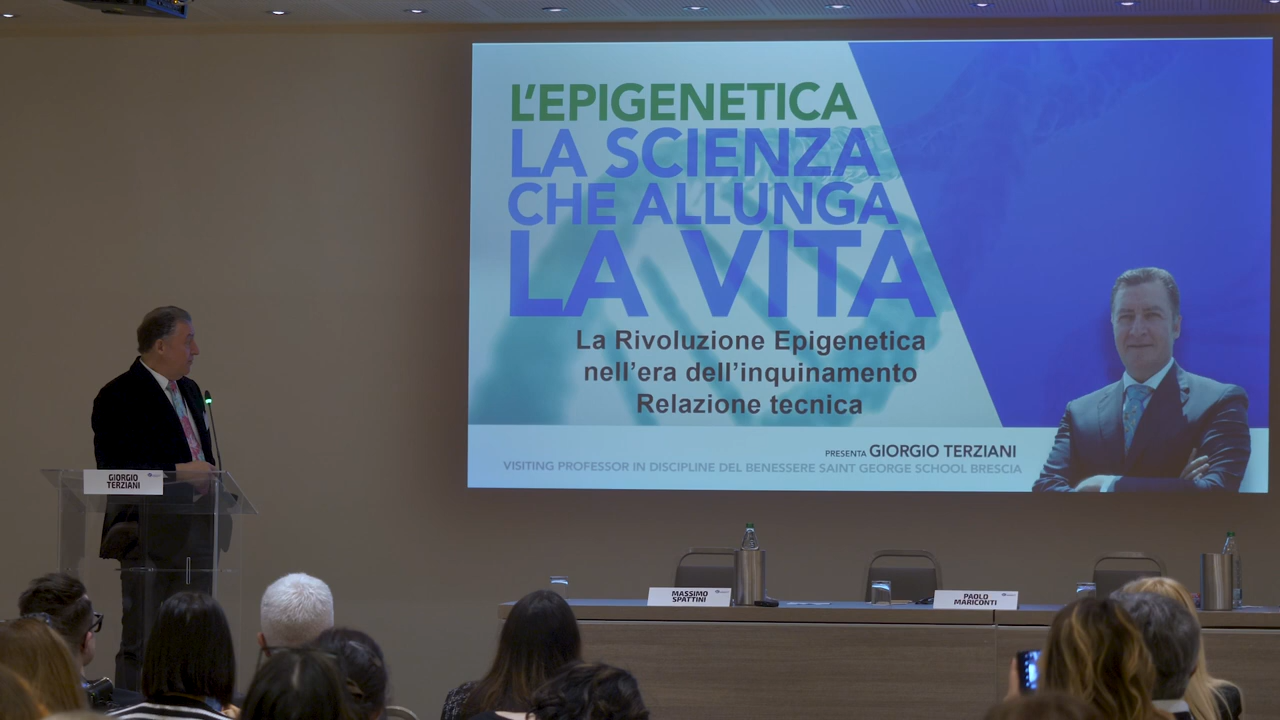 L'EPIGENETICA
LA SCIENZA
CHE ALLUNGA
LA VITA
La Rivoluzione Epigenetica
nell'era dell'inquinamento
Relazione tecnica
PRESENTA GIORGIO TERZIANI
VISITING PROFESSOR IN DISCIPLINE DEL BENESSERE SAINT GEORGE SCHOOL BRESCIA
GIORGIO
TERZIANI
MASSIMO
SPATTINI
PAOLO
MARICONTI